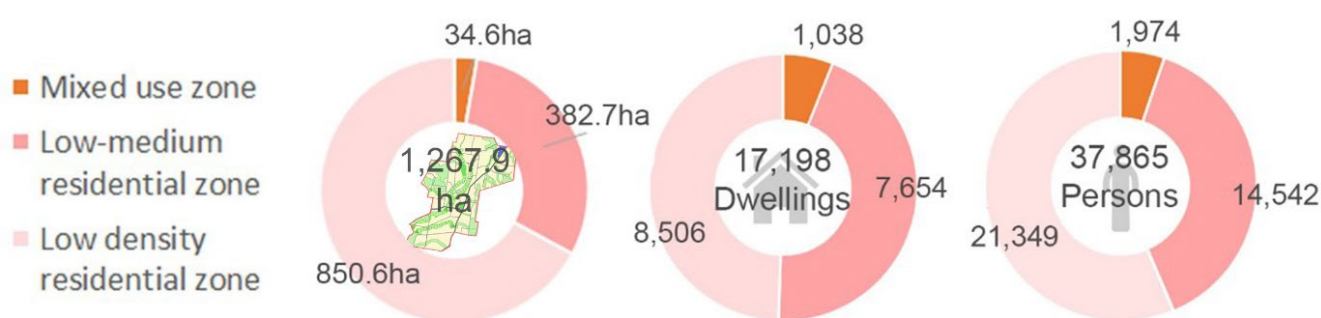 Mixed use zone
Low-medium
residential zone
Low density
residential zone
34.6ha
382.7ha
1,267.9
ha
850.6ha
1,038
17,198
Dwellings
7,654
8,506
1,974
37,865
Persons
14,542
21,349